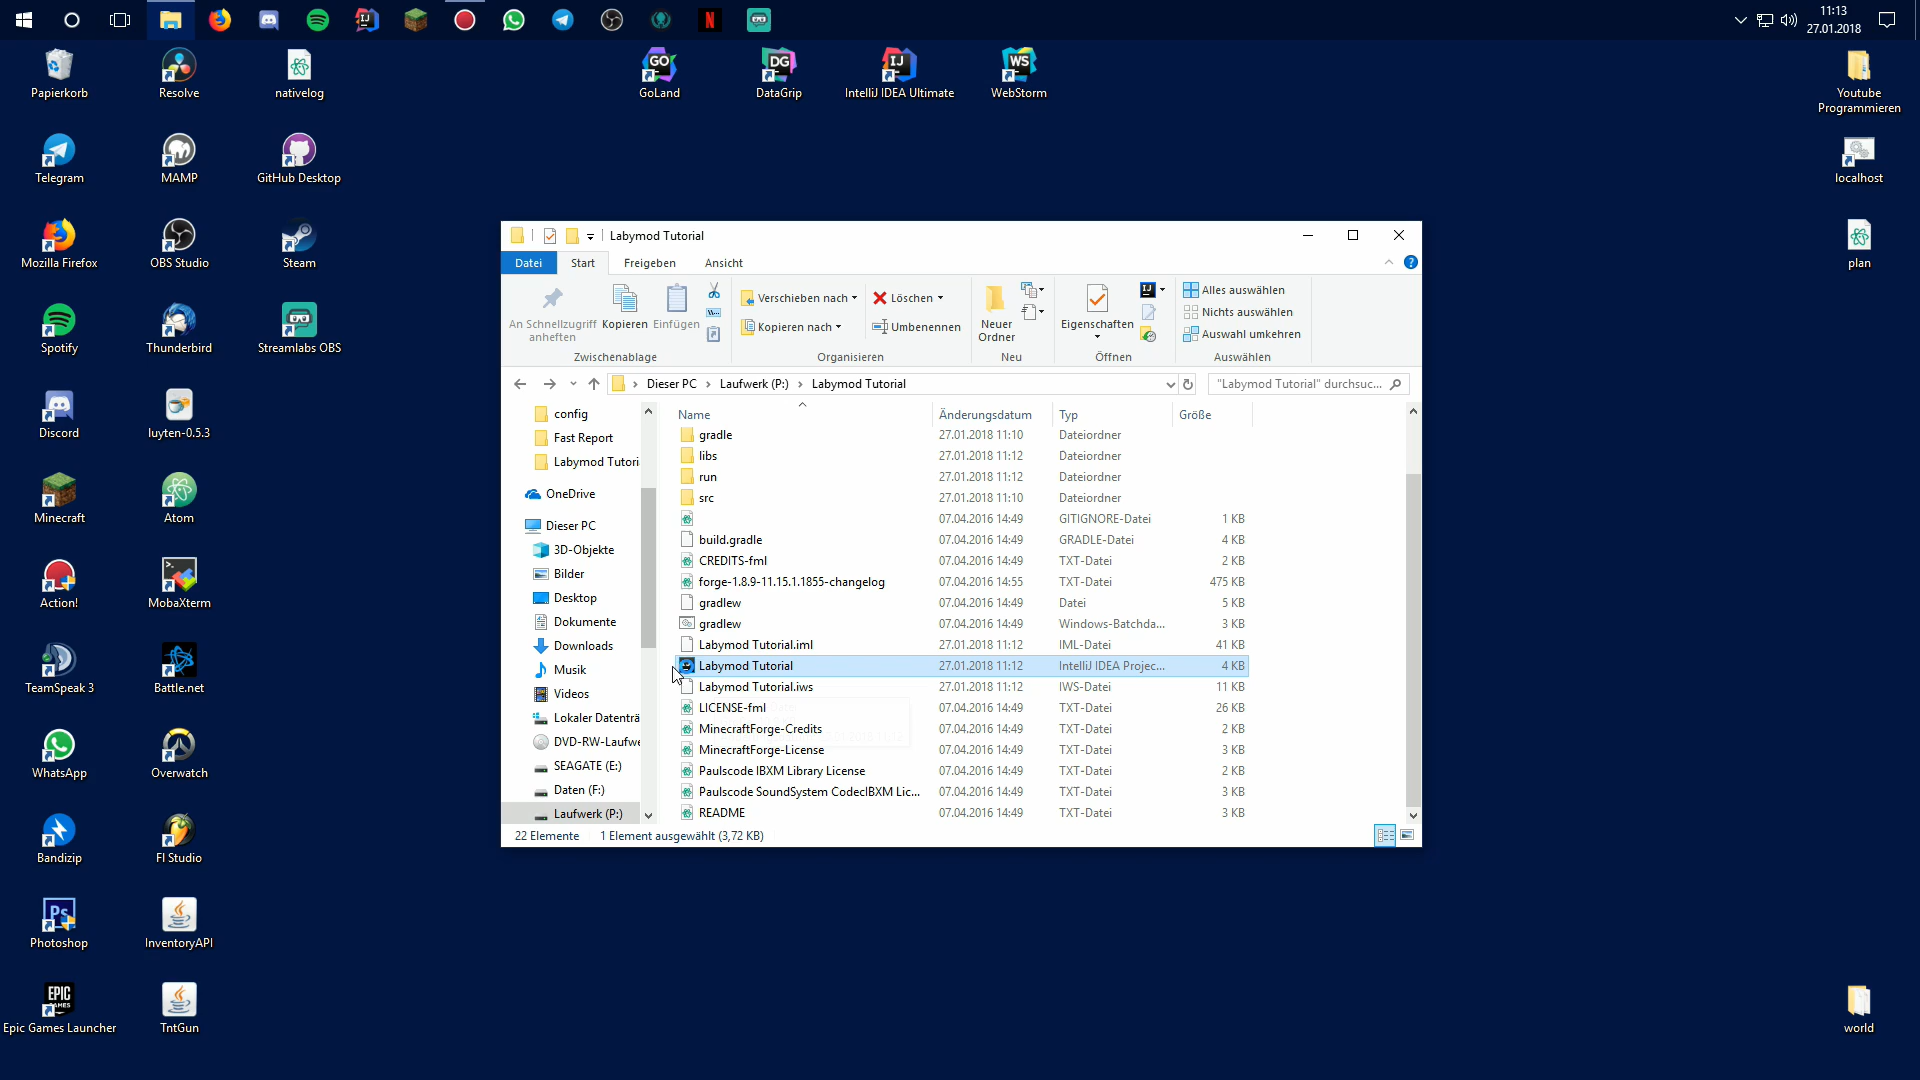 11:13
27.01.2018
Papierkorb
Resolve
nativelog
GoLand
DataGrip
IntelliJ IDEA Ultimate
WebStorm
Youtube
Programmieren
Telegram
MAMP
GitHub Desktop
localhost
Mozilla Firefox
OBS Studio
Steam
plan
Spotify
Thunderbird
Streamlabs OBS
Discord
luyten-0.5.3
Minecraft
Atom
Action!
MobaXterm
TeamSpeak 3
Battle.net
WhatsApp
Overwatch
Bandizip
Fl Studio
Photoshop
InventoryAPI
Epic Games Launcher
TntGun
world
Labymod Tutorial
Datei Start Freigeben Ansicht
An Schnellzugriff
anheften
Kopieren
Einfügen
Zwischenablage
Verschieben nach
Kopieren nach
Löschen
Umbenennen
Organisieren
Neuer
Ordner
Neu
Eigenschaften
Öffnen
Alles auswählen
Nichts auswählen
Auswahl umkehren
Auswählen
Dieser PC > Laufwerk (P:) > Labymod Tutorial
"Labymod Tutorial" durchsuc...
config
Fast Report
Labymod Tutori
OneDrive
Dieser PC
3D-Objekte
Bilder
Desktop
Dokumente
Downloads
Musik
Videos
Lokaler Datenträ
DVD-RW-Laufwe
SEAGATE (E:)
Daten (F:)
Laufwerk (P:)
Name Änderungsdatum Typ Größe
gradle 27.01.2018 11:10 Dateiordner
libs 27.01.2018 11:12 Dateiordner
run 27.01.2018 11:12 Dateiordner
src 27.01.2018 11:10 Dateiordner
07.04.2016 14:49 GITIGNORE-Datei 1 KB
build.gradle 07.04.2016 14:49 GRADLE-Datei 4 KB
CREDITS-fml 07.04.2016 14:49 TXT-Datei 2 KB
forge-1.8.9-11.15.1.1855-changelog 07.04.2016 14:55 TXT-Datei 475 KB
gradlew 07.04.2016 14:49 Datei 5 KB
gradlew 07.04.2016 14:49 Windows-Batchda... 3 KB
Labymod Tutorial.iml 27.01.2018 11:12 IML-Datei 41 KB
Labymod Tutorial 27.01.2018 11:12 IntelliJ IDEA Projec... 4 KB
Labymod Tutorial.iws 27.01.2018 11:12 IWS-Datei 11 KB
LICENSE-fml 07.04.2016 14:49 TXT-Datei 26 KB
MinecraftForge-Credits 07.04.2016 14:49 TXT-Datei 2 KB
MinecraftForge-License 07.04.2016 14:49 TXT-Datei 3 KB
Paulscode IBXM Library License 07.04.2016 14:49 TXT-Datei 2 KB
Paulscode SoundSystem CodecIBXM Lic... 07.04.2016 14:49 TXT-Datei 3 KB
README 07.04.2016 14:49 TXT-Datei 3 KB
22 Elemente 1 Element ausgewählt (3,72 KB)